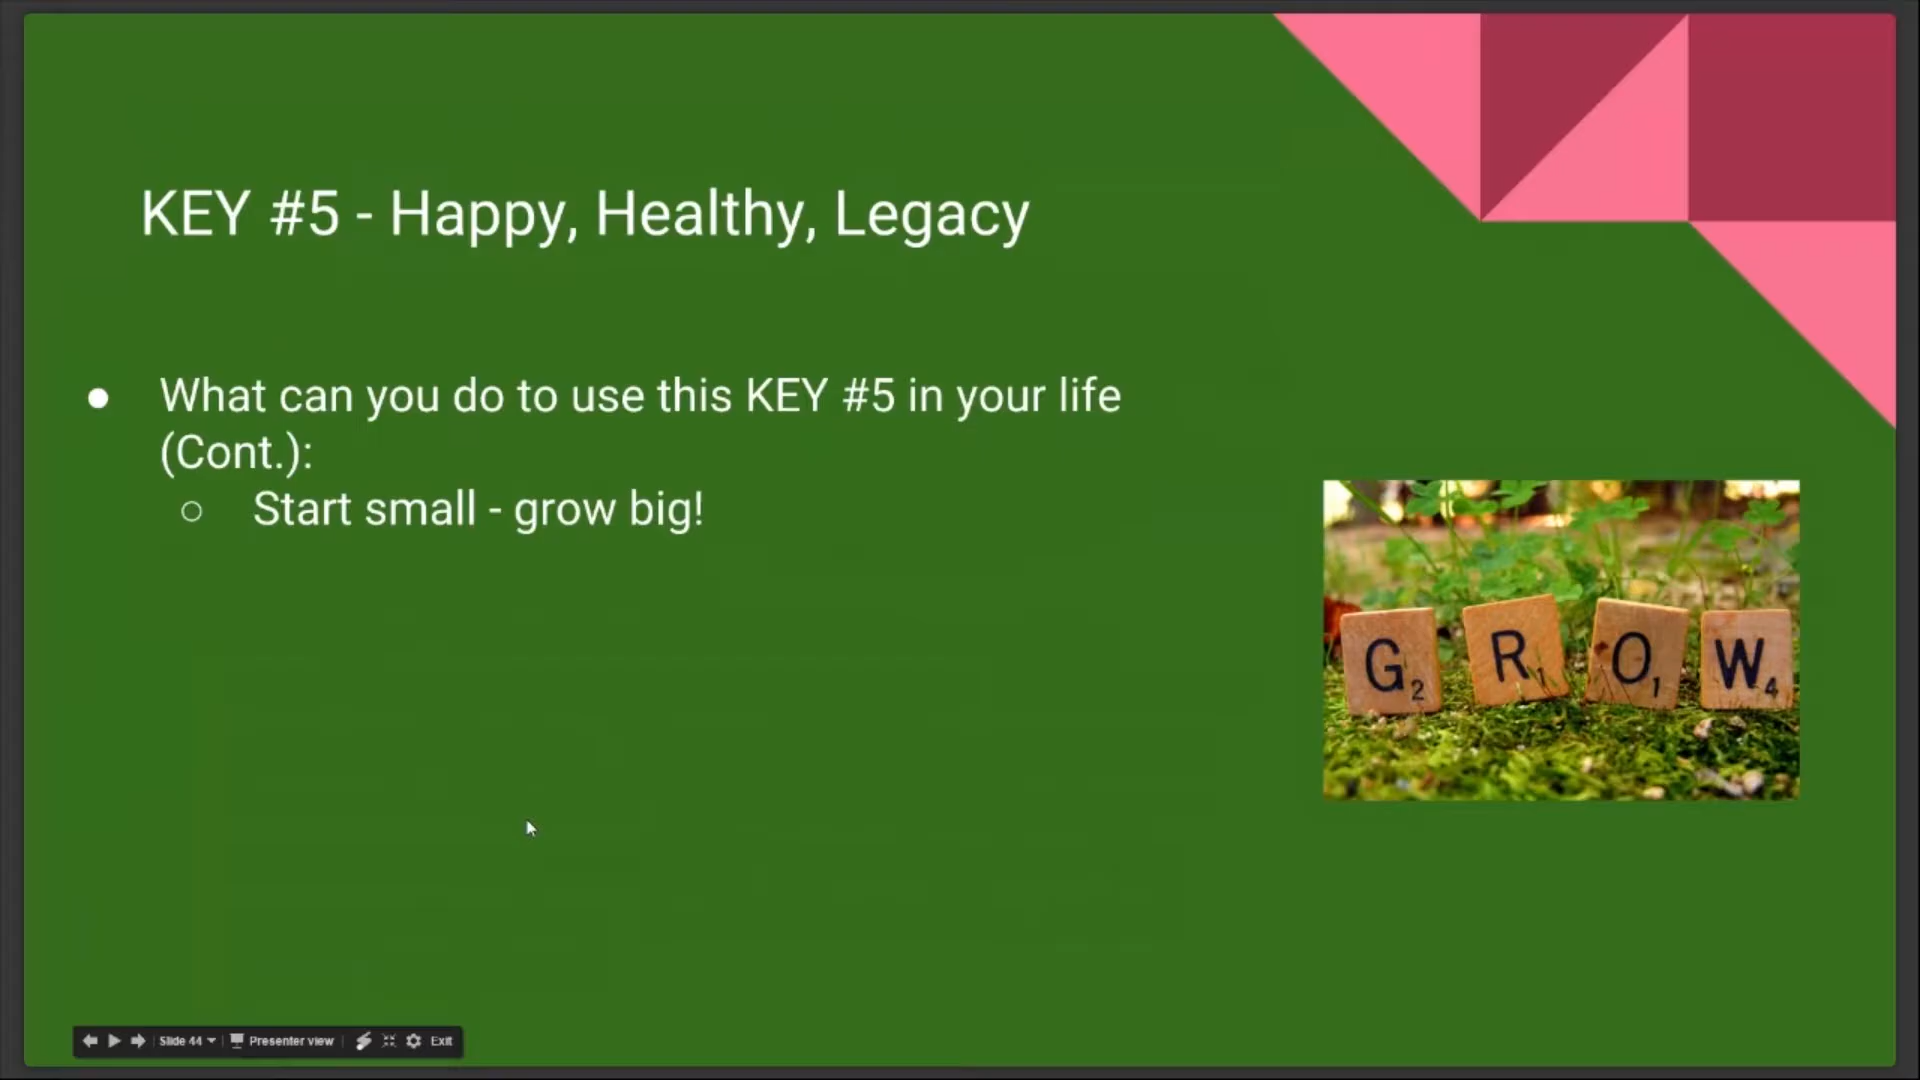 KEY #5 - Happy, Healthy, Legacy
● What can you do to use this KEY #5 in your life
(Cont.):
○ Start small - grow big!
G2 R1 O1 W4
Slide 44 Presenter view Exit